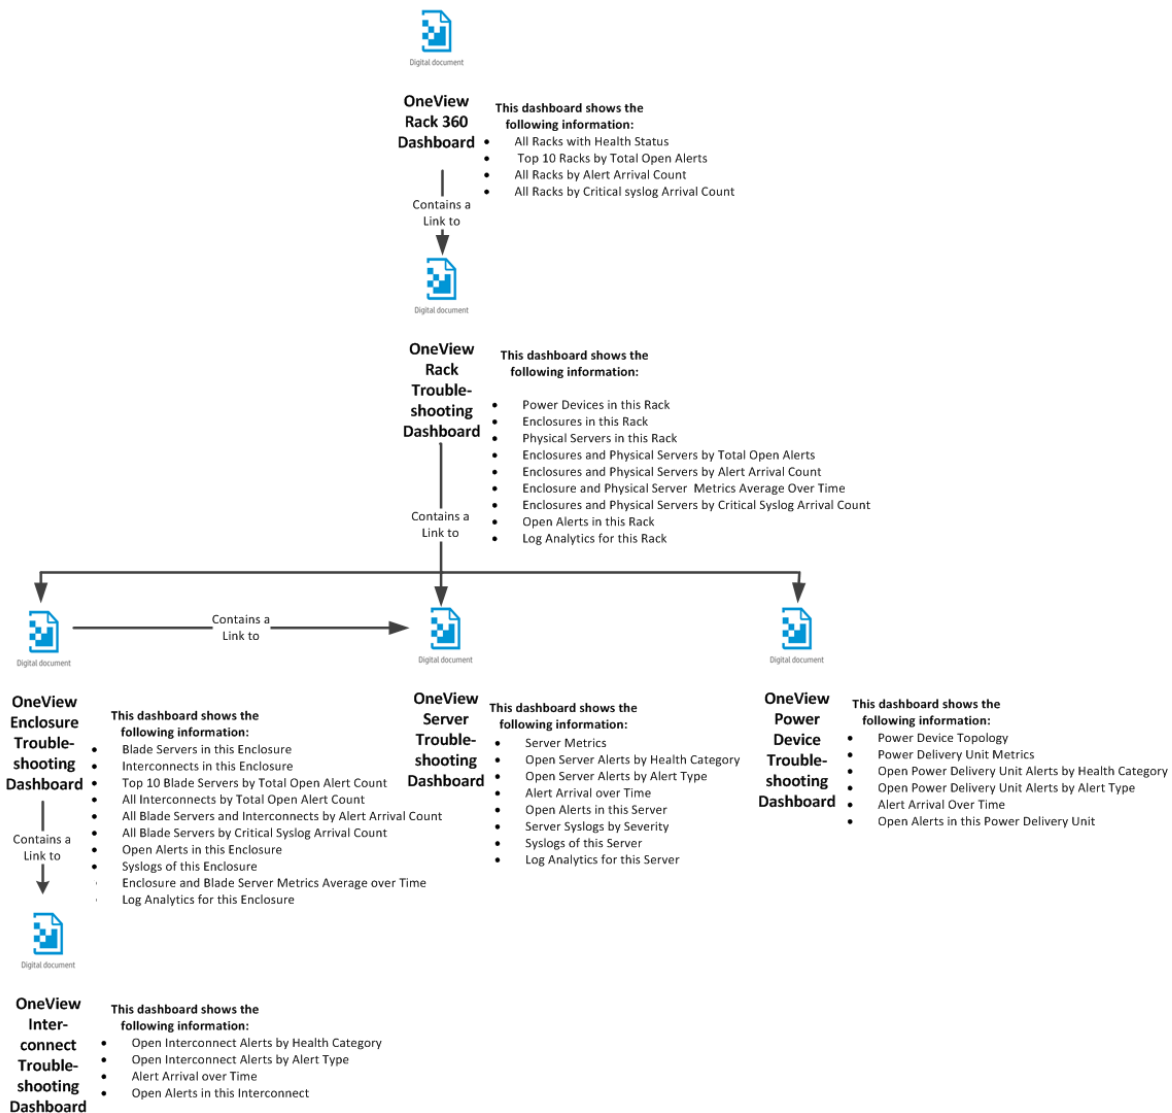 Digital document
OneView
Rack 360
Dashboard
This dashboard shows the
following information:
• All Racks with Health Status
• Top 10 Racks by Total Open Alerts
• All Racks by Alert Arrival Count
• All Racks by Critical syslog Arrival Count
Contains a
Link to
Digital document
OneView
Rack
Trouble-
shooting
Dashboard
This dashboard shows the
following information:
• Power Devices in this Rack
• Enclosures in this Rack
• Physical Servers in this Rack
• Enclosures and Physical Servers by Total Open Alerts
• Enclosures and Physical Servers by Alert Arrival Count
• Enclosure and Physical Server Metrics Average Over Time
• Enclosures and Physical Servers by Critical Syslog Arrival Count
• Open Alerts in this Rack
• Log Analytics for this Rack
Contains a
Link to
Digital document
Contains a
Link to
Digital document
Digital document
OneView
Enclosure
Trouble-
shooting
Dashboard
This dashboard shows the
following information:
• Blade Servers in this Enclosure
• Interconnects in this Enclosure
• Top 10 Blade Servers by Total Open Alert Count
• All Interconnects by Total Open Alert Count
• All Blade Servers and Interconnects by Alert Arrival Count
• All Blade Servers by Critical Syslog Arrival Count
• Open Alerts in this Enclosure
• Syslogs of this Enclosure
• Enclosure and Blade Server Metrics Average over Time
• Log Analytics for this Enclosure
OneView
Server
Trouble-
shooting
Dashboard
This dashboard shows the
following information:
• Server Metrics
• Open Server Alerts by Health Category
• Open Server Alerts by Alert Type
• Alert Arrival over Time
• Open Alerts in this Server
• Server Syslogs by Severity
• Syslogs of this Server
• Log Analytics for this Server
OneView
Power
Device
Trouble-
shooting
Dashboard
This dashboard shows the
following information:
• Power Device Topology
• Power Delivery Unit Metrics
• Open Power Delivery Unit Alerts by Health Category
• Open Power Delivery Unit Alerts by Alert Type
• Alert Arrival Over Time
• Open Alerts in this Power Delivery Unit
Contains a
Link to
Digital document
OneView
Inter-
connect
Trouble-
shooting
Dashboard
This dashboard shows the
following information:
• Open Interconnect Alerts by Health Category
• Open Interconnect Alerts by Alert Type
• Alert Arrival over Time
• Open Alerts in this Interconnect